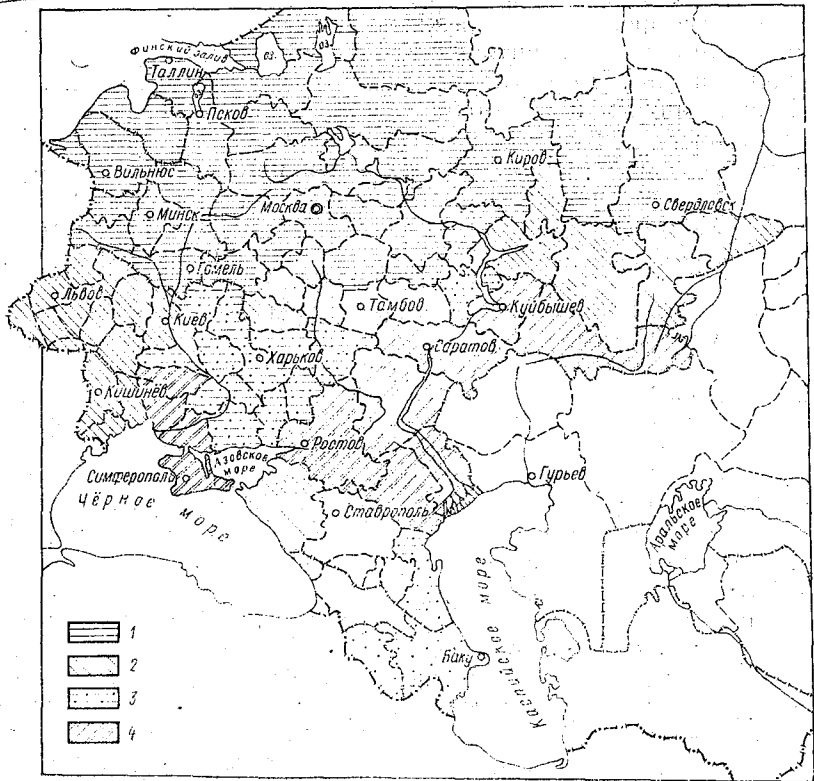 Финский залив
оз.
оз.
Таллин
Псков
Киров
Вильнюс
Свердловск
Минск
Москва
Гомель
Львов
Тамбов
Куйбышев
Киев
Саратов
Харьков
Кишинёв
Ростов
Азовское
море
Симферополь
Гурьев
Чёрное море
Ставрополь
Аральское
море
Каспийское море
Баку
1
2
3
4